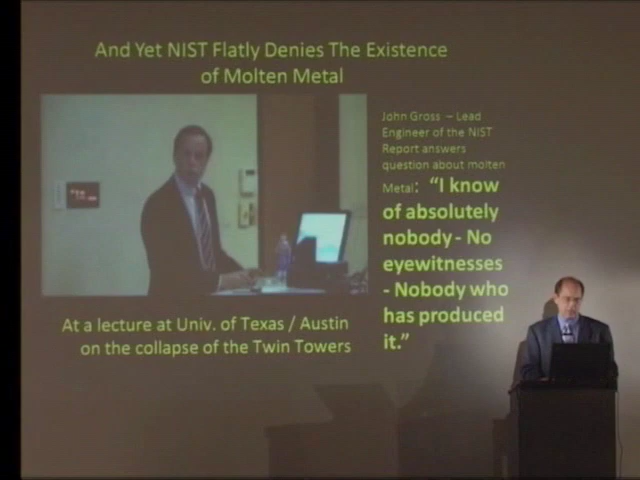 And Yet NIST Flatly Denies The Existence
of Molten Metal
John Gross – Lead
Engineer of the NIST
Report answers
question about molten
Metal: "I know
of absolutely
nobody - No
eyewitnesses
- Nobody who
has produced
it."
At a lecture at Univ. of Texas / Austin
on the collapse of the Twin Towers